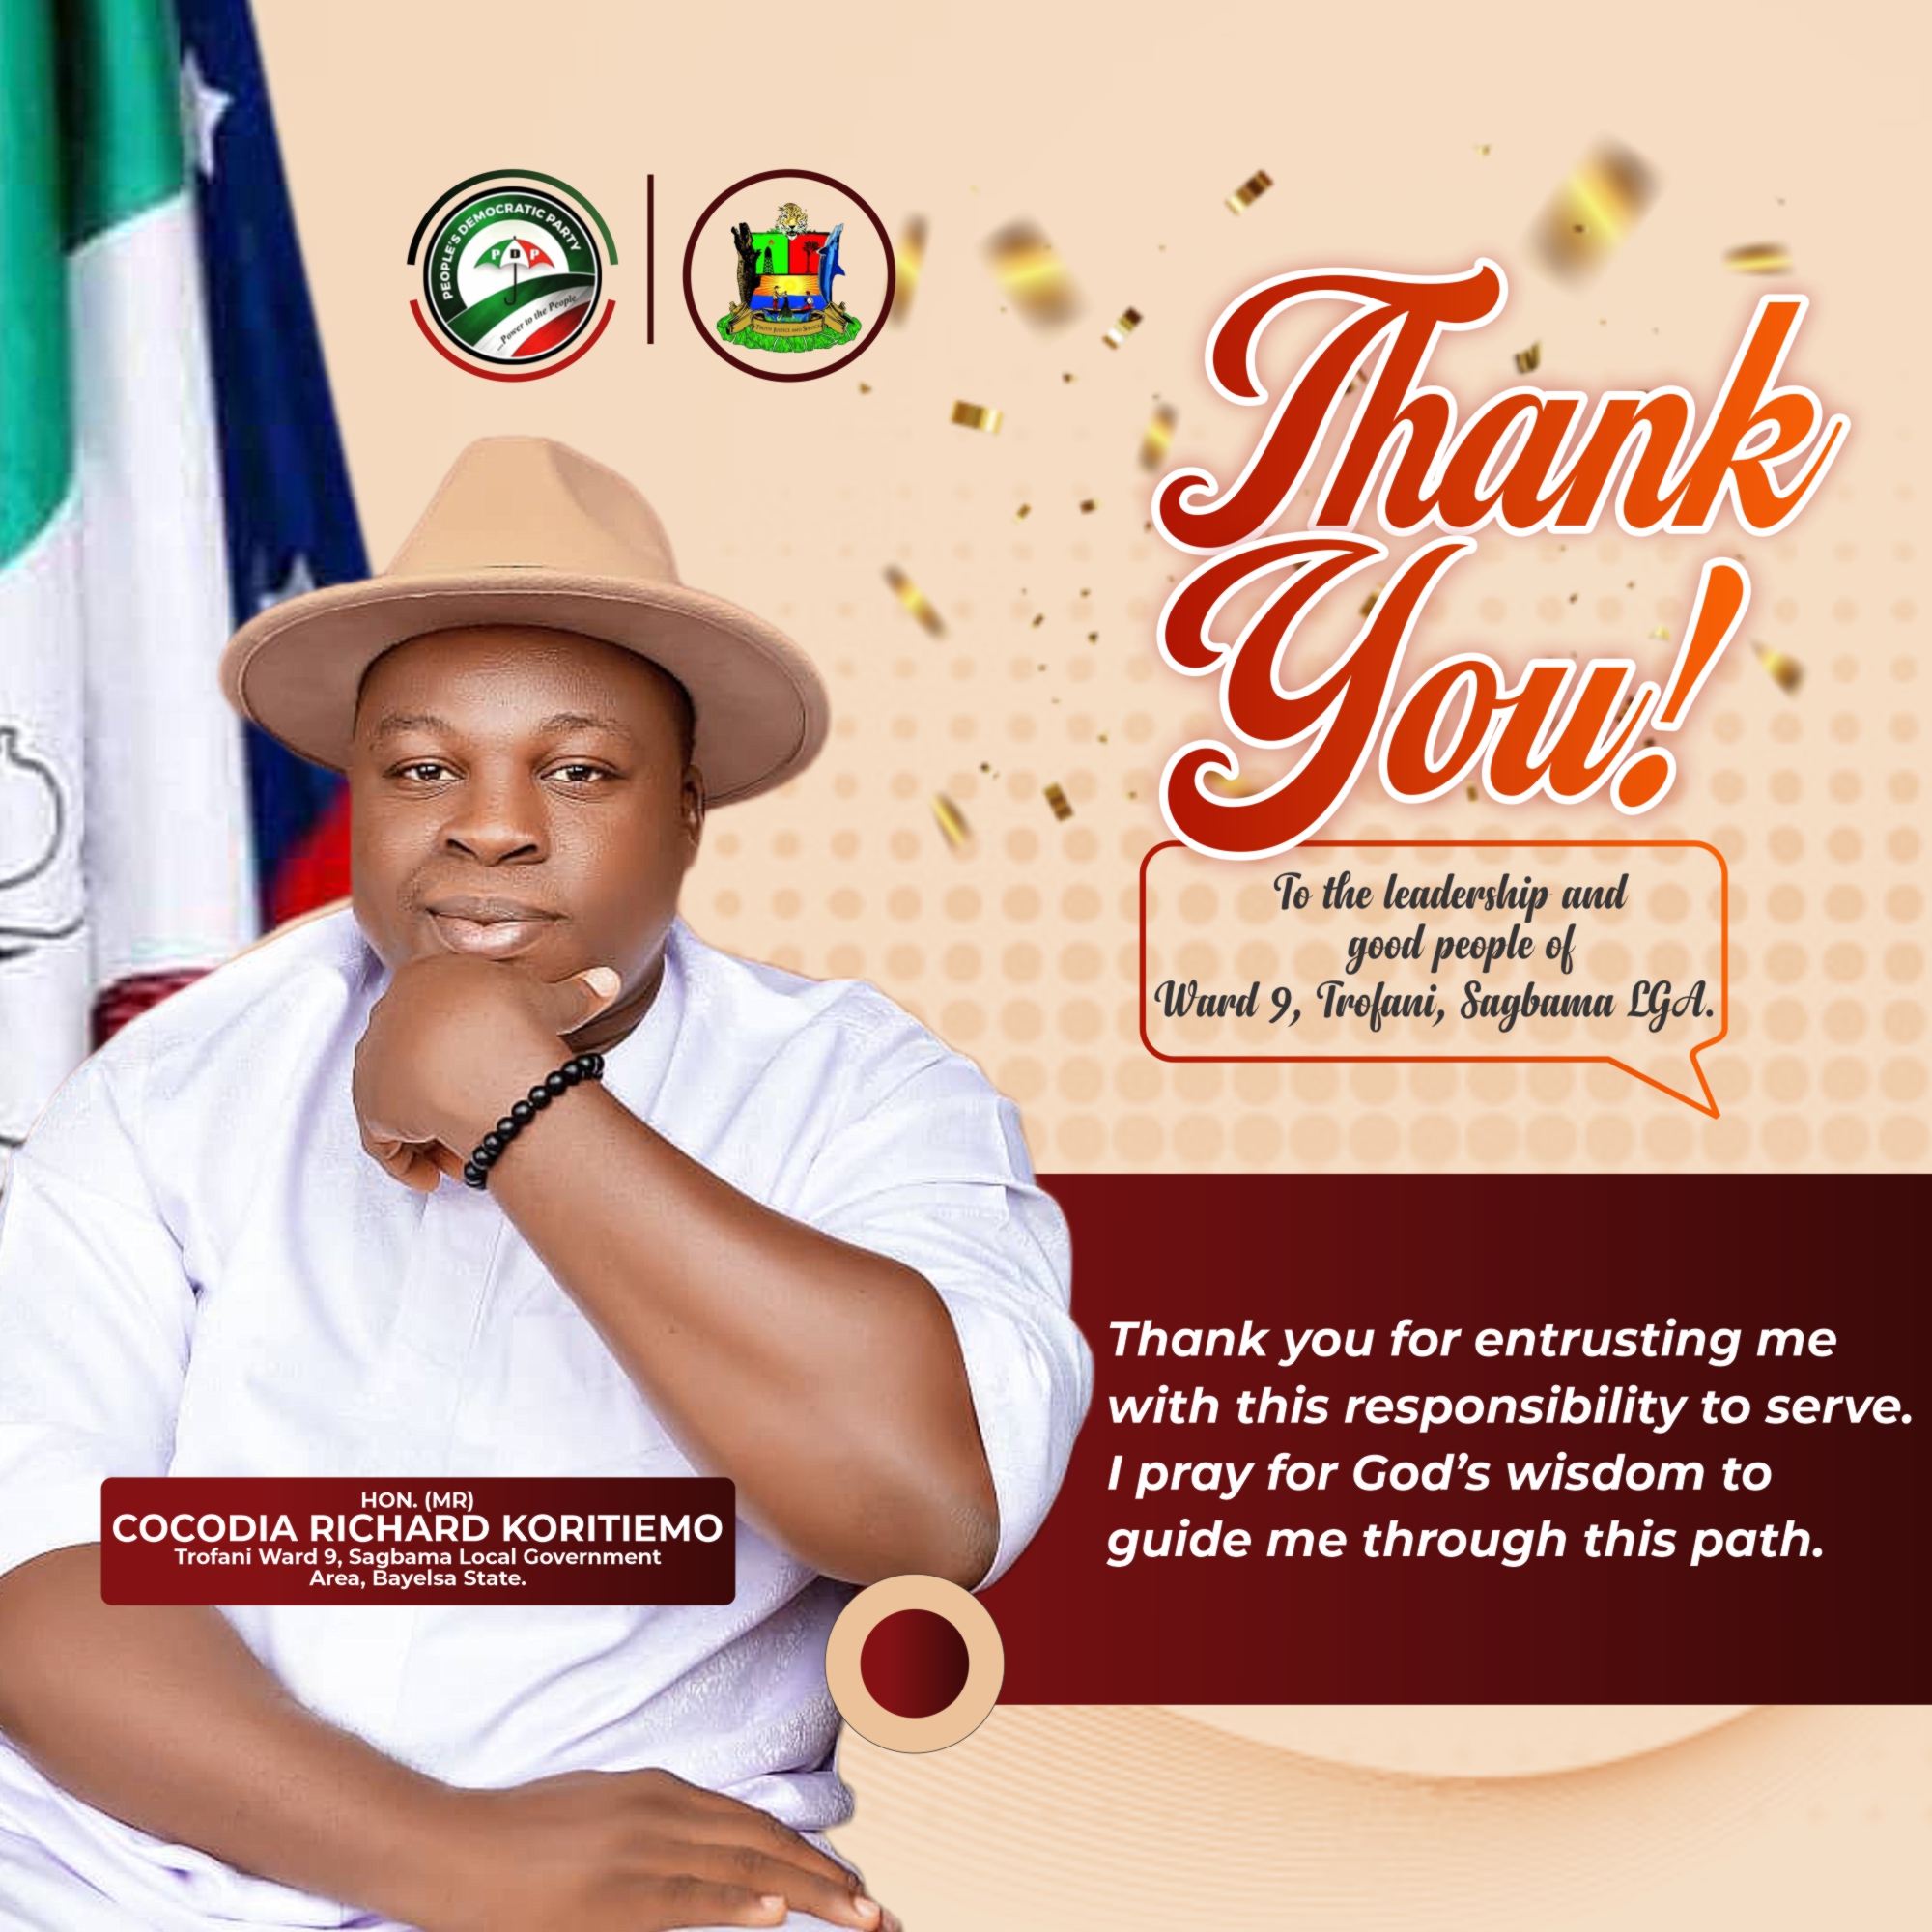 PEOPLE'S DEMOCRATIC PARTY
PDP
...Power to the People
Thank
You!
To the leadership and
good people of
Ward 9, Trofani, Sagbama LGA.
Thank you for entrusting me
with this responsibility to serve.
I pray for God's wisdom to
guide me through this path.
HON. (MR)
COCODIA RICHARD KORITIEMO
Trofani Ward 9, Sagbama Local Government
Area, Bayelsa State.